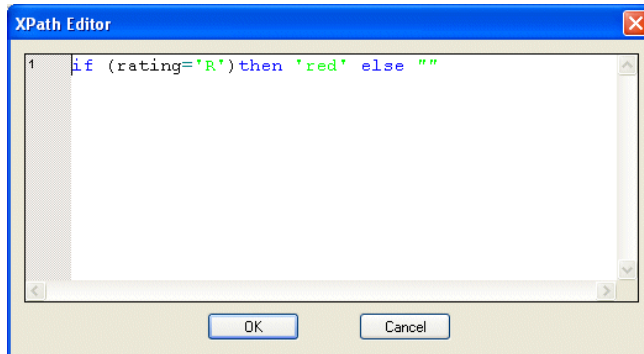 XPath Editor
1 if (rating='R')then 'red' else ""
OK Cancel